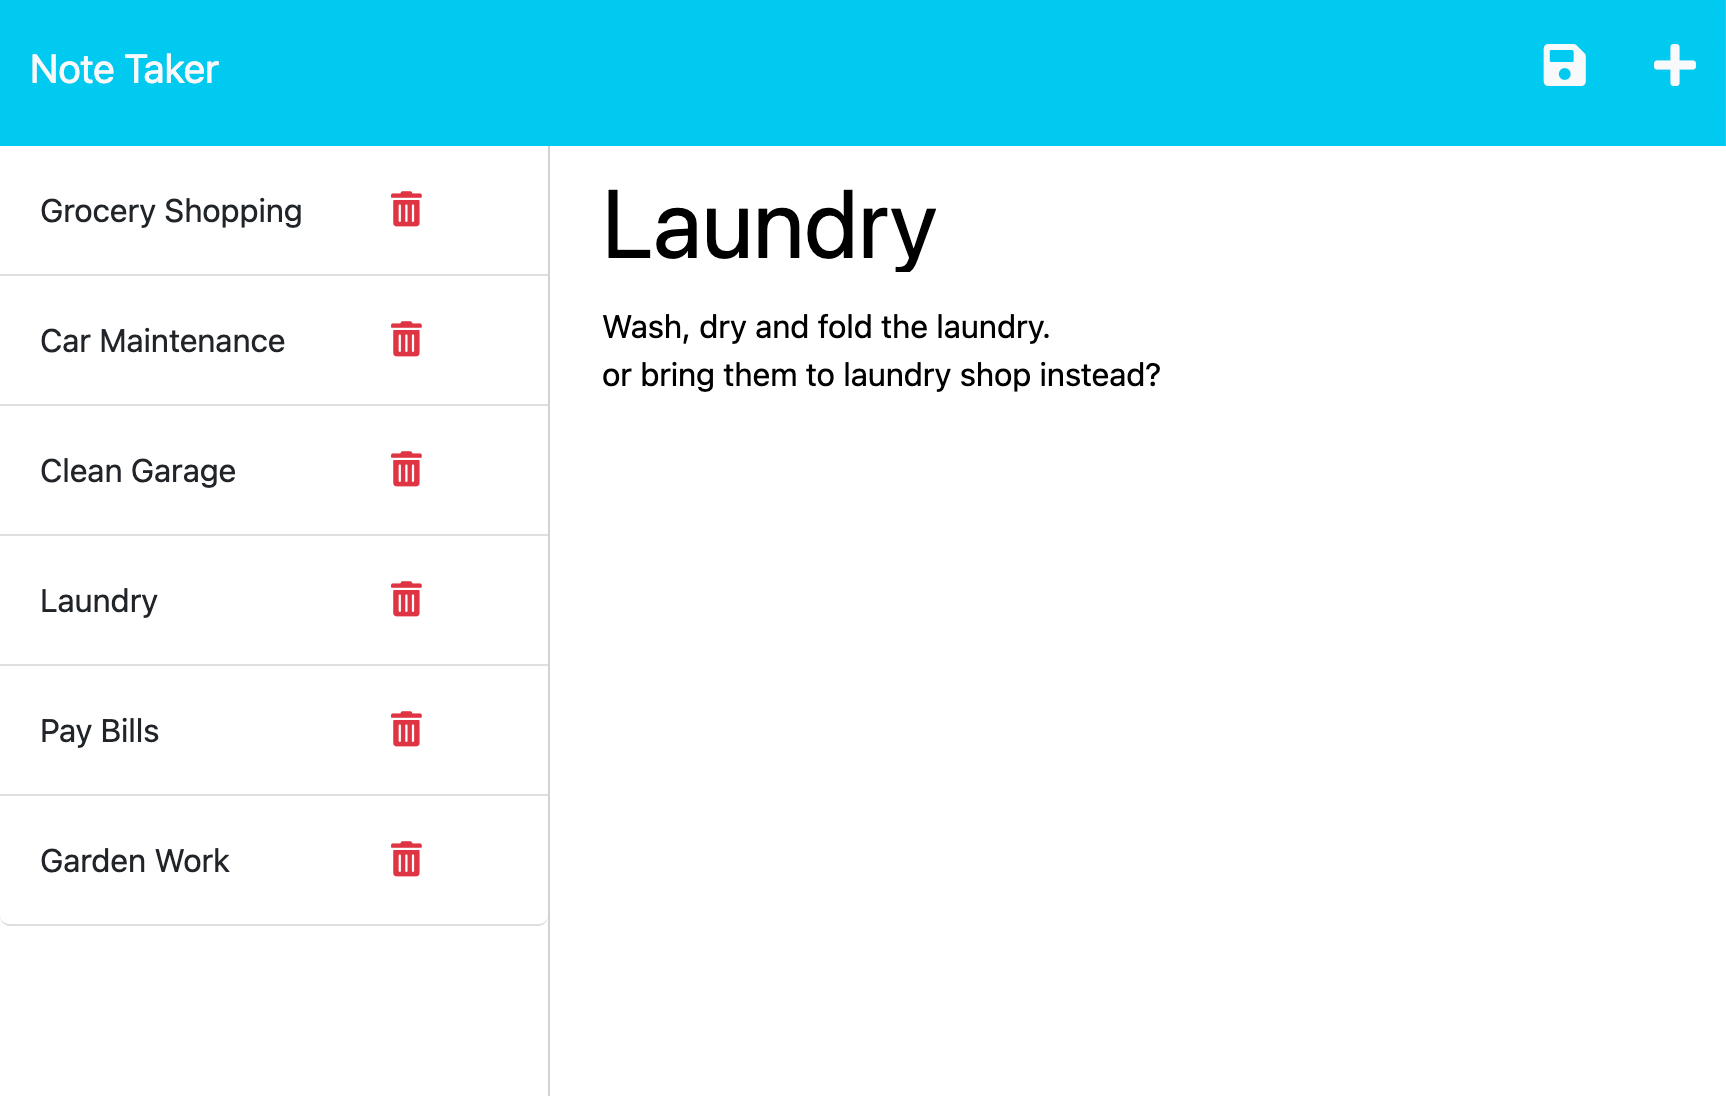 Note Taker
Grocery Shopping
Car Maintenance
Clean Garage
Laundry
Pay Bills
Garden Work
Laundry
Wash, dry and fold the laundry.
or bring them to laundry shop instead?